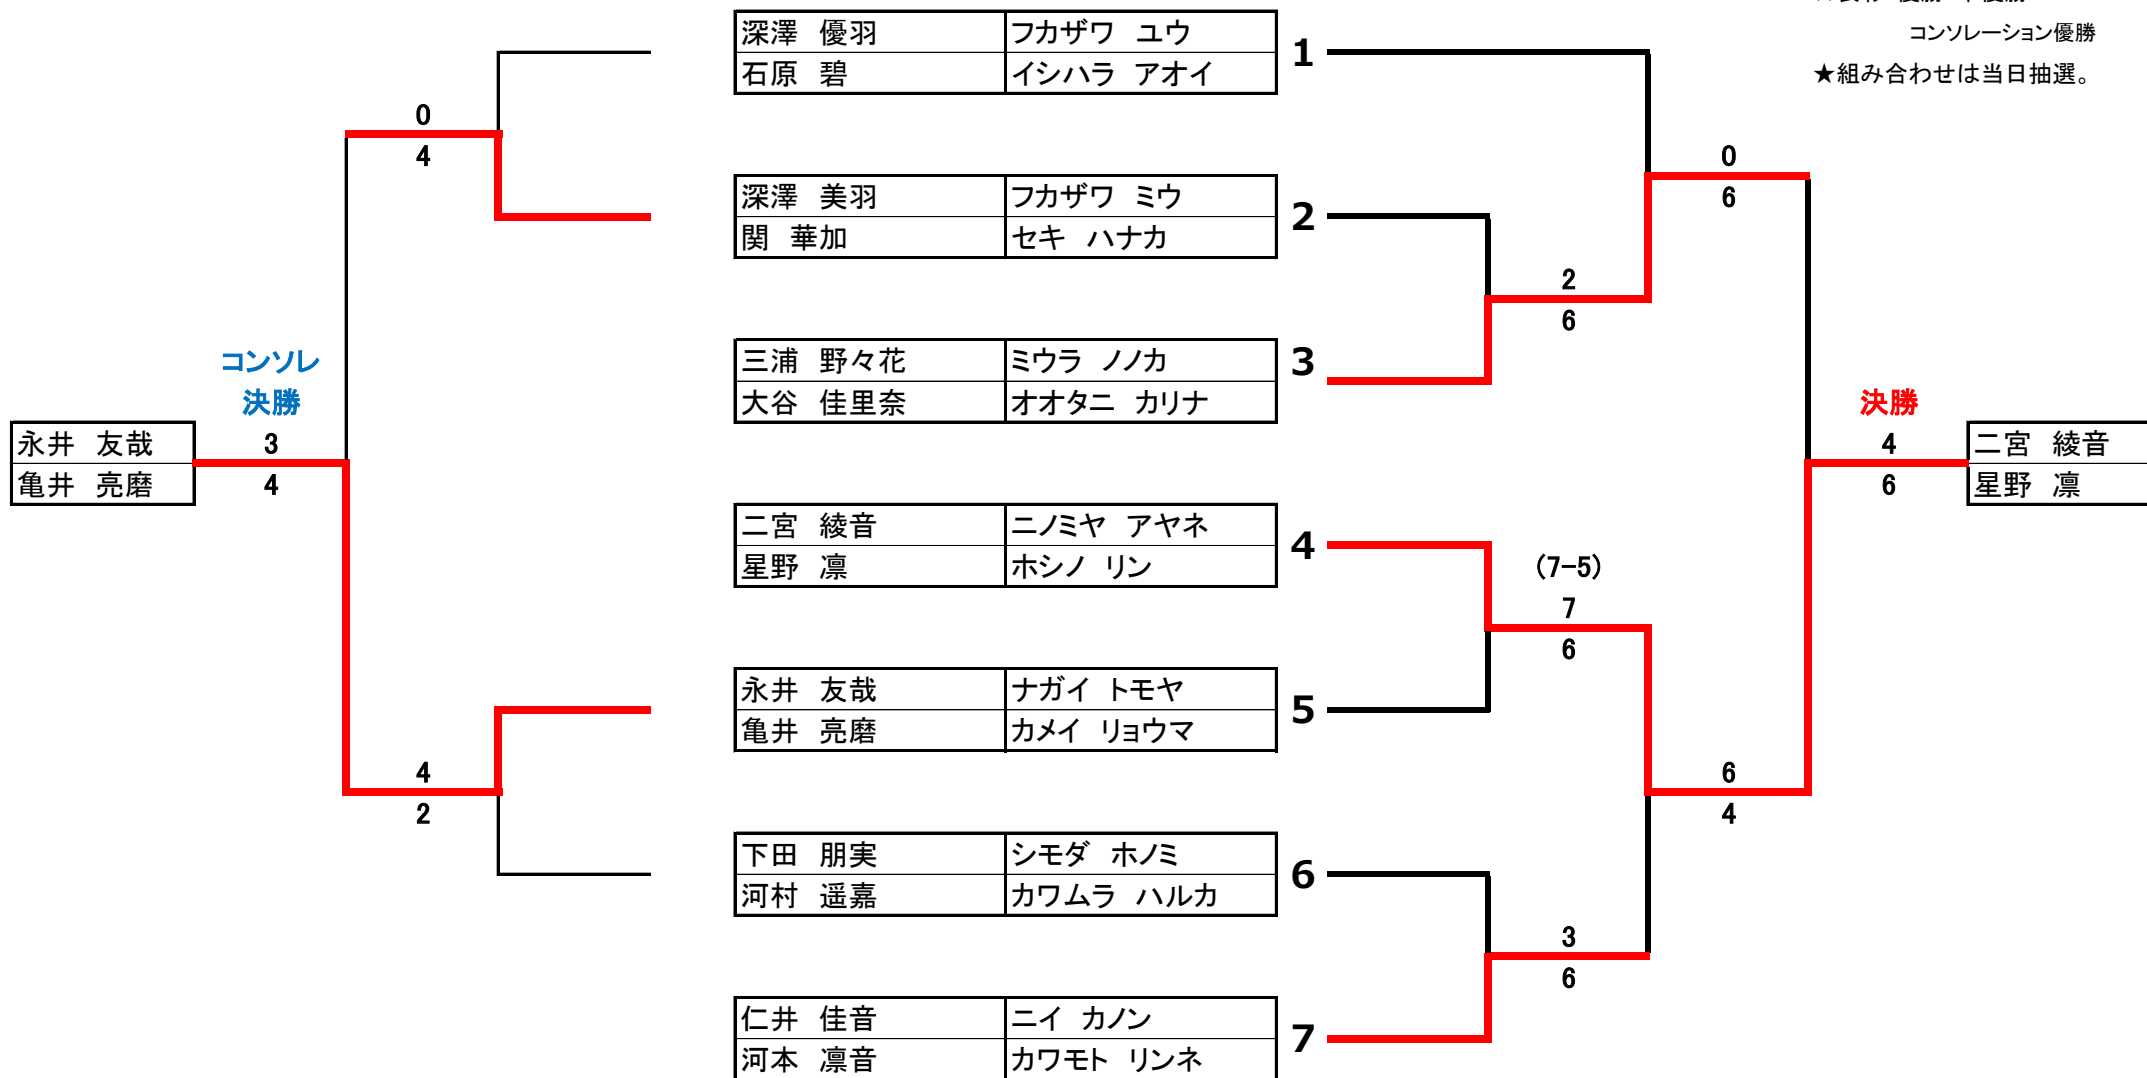 コンソレーション優勝
★組み合わせは当日抽選。
深澤 優羽 フカザワ ユウ 1
石原 碧 イシハラ アオイ
0
4
0
6
深澤 美羽 フカザワ ミウ 2
関 華加 セキ ハナカ
2
6
三浦 野々花 ミウラ ノノカ 3
大谷 佳里奈 オオタニ カリナ
コンソレ
決勝
永井 友哉
亀井 亮磨
3
4
決勝
4
6
二宮 綾音
星野 凛
二宮 綾音 ニノミヤ アヤネ 4
星野 凛 ホシノ リン
(7-5)
7
6
永井 友哉 ナガイ トモヤ 5
亀井 亮磨 カメイ リョウマ
4
2
6
4
下田 朋実 シモダ ホノミ 6
河村 遥嘉 カワムラ ハルカ
3
6
仁井 佳音 ニイ カノン 7
河本 凛音 カワモト リンネ